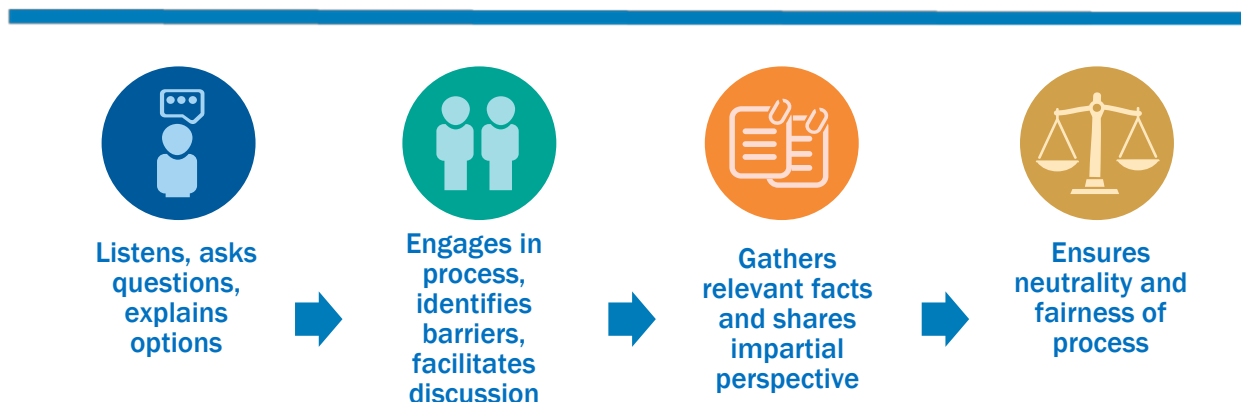 Listens, asks
questions,
explains
options
Engages in
process,
identifies
barriers,
facilitates
discussion
Gathers
relevant facts
and shares
impartial
perspective
Ensures
neutrality and
fairness of
process